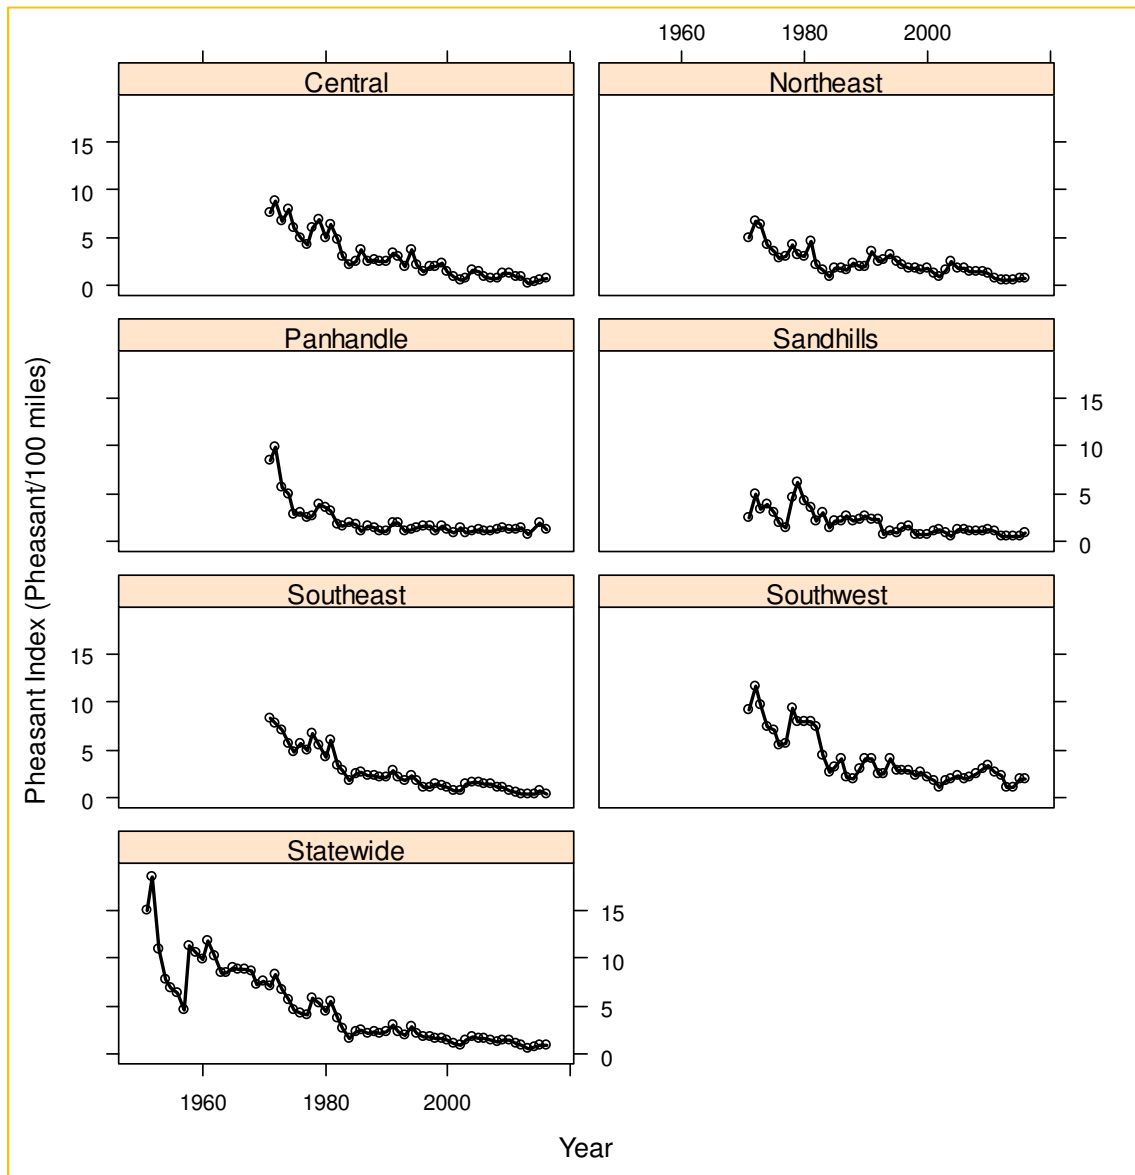 1960 1980 2000
Central
Northeast
15
10
5
0
Panhandle
Sandhills
15
10
5
0
Southeast
Southwest
15
10
5
0
Statewide
15
10
5
0
1960 1980 2000
Year
Pheasant Index (Pheasant/100 miles)